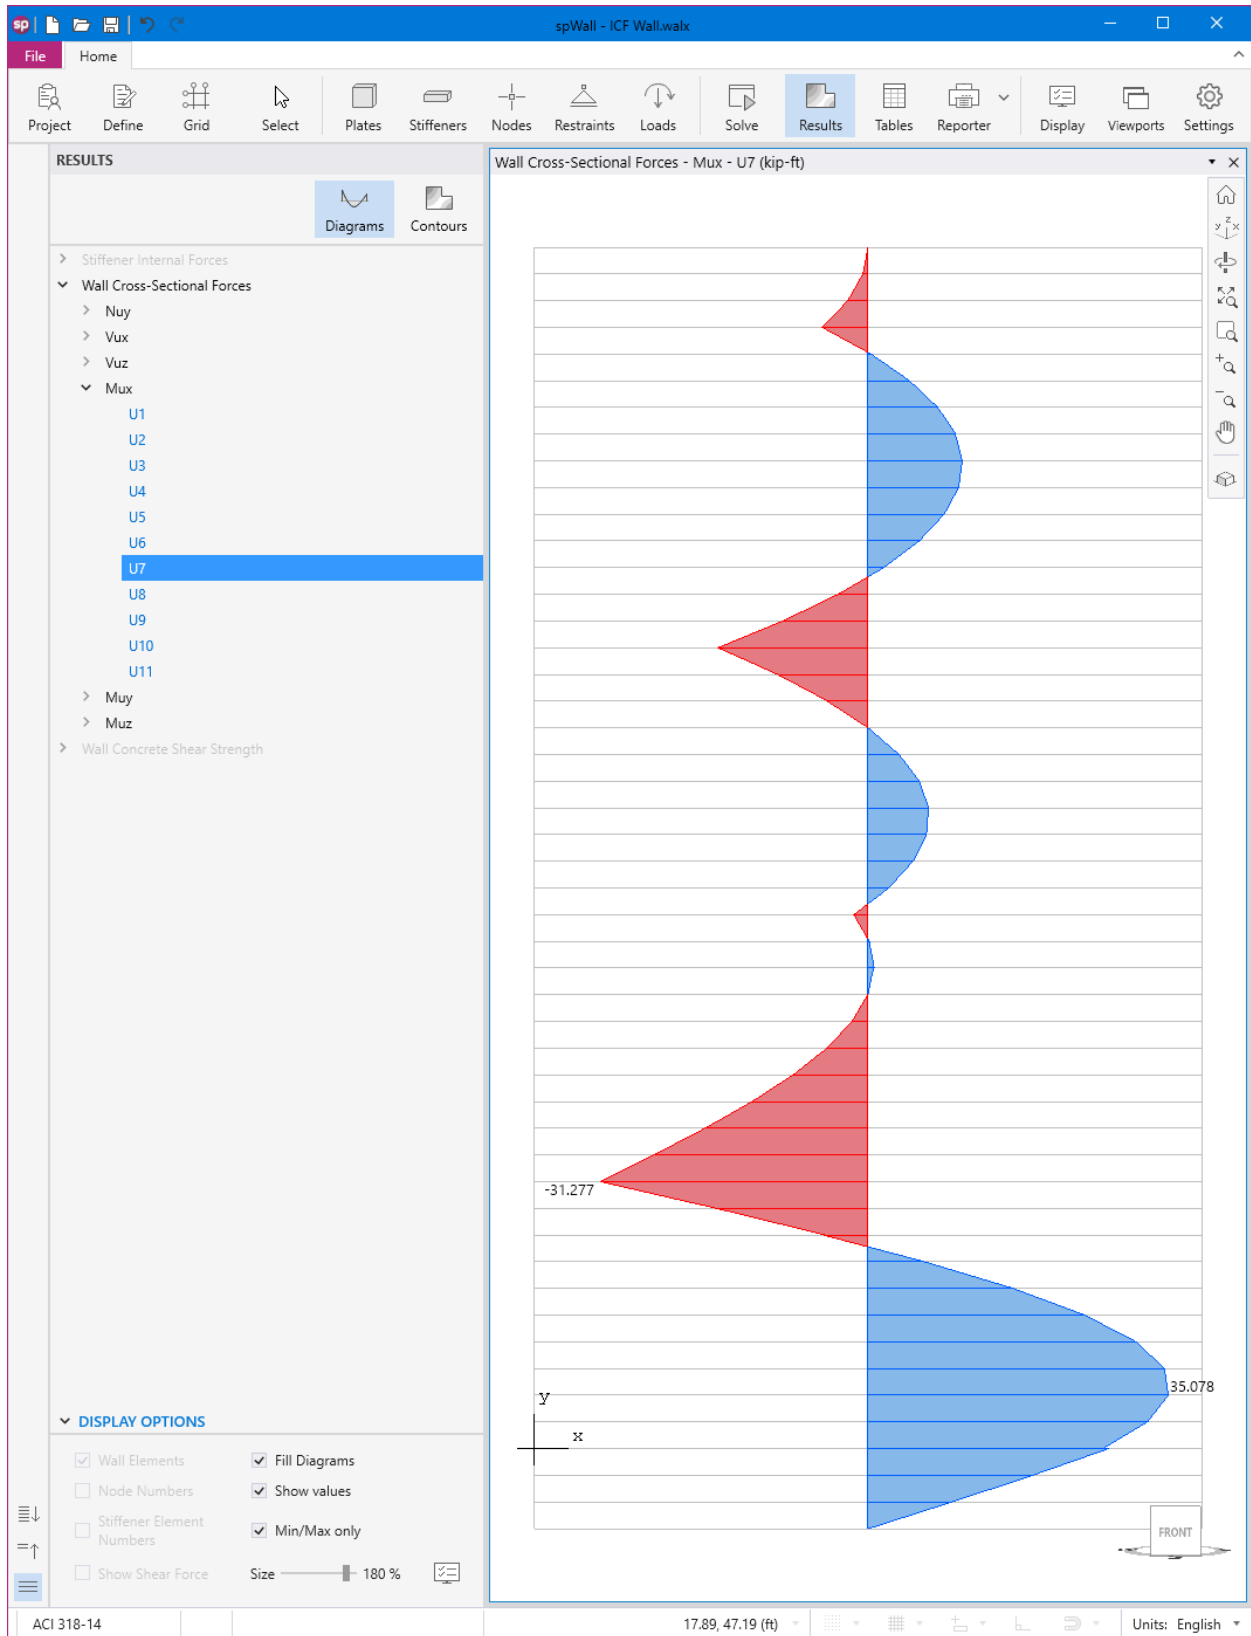 sp
spWall - ICF Wall.walx
File Home
Project Define Grid Select Plates Stiffeners Nodes Restraints Loads Solve Results Tables Reporter Display Viewports Settings
RESULTS
Diagrams Contours
Stiffener Internal Forces
Wall Cross-Sectional Forces
Nuy
Vux
Vuz
Mux
U1
U2
U3
U4
U5
U6
U7
U8
U9
U10
U11
Muy
Muz
Wall Concrete Shear Strength
DISPLAY OPTIONS
Wall Elements Fill Diagrams
Node Numbers Show values
Stiffener Element
Numbers
Min/Max only
Show Shear Force Size 180 %
Wall Cross-Sectional Forces - Mux - U7 (kip-ft)
y z x
-31.277
35.078
y
x
FRONT
ACI 318-14 17.89, 47.19 (ft) Units: English